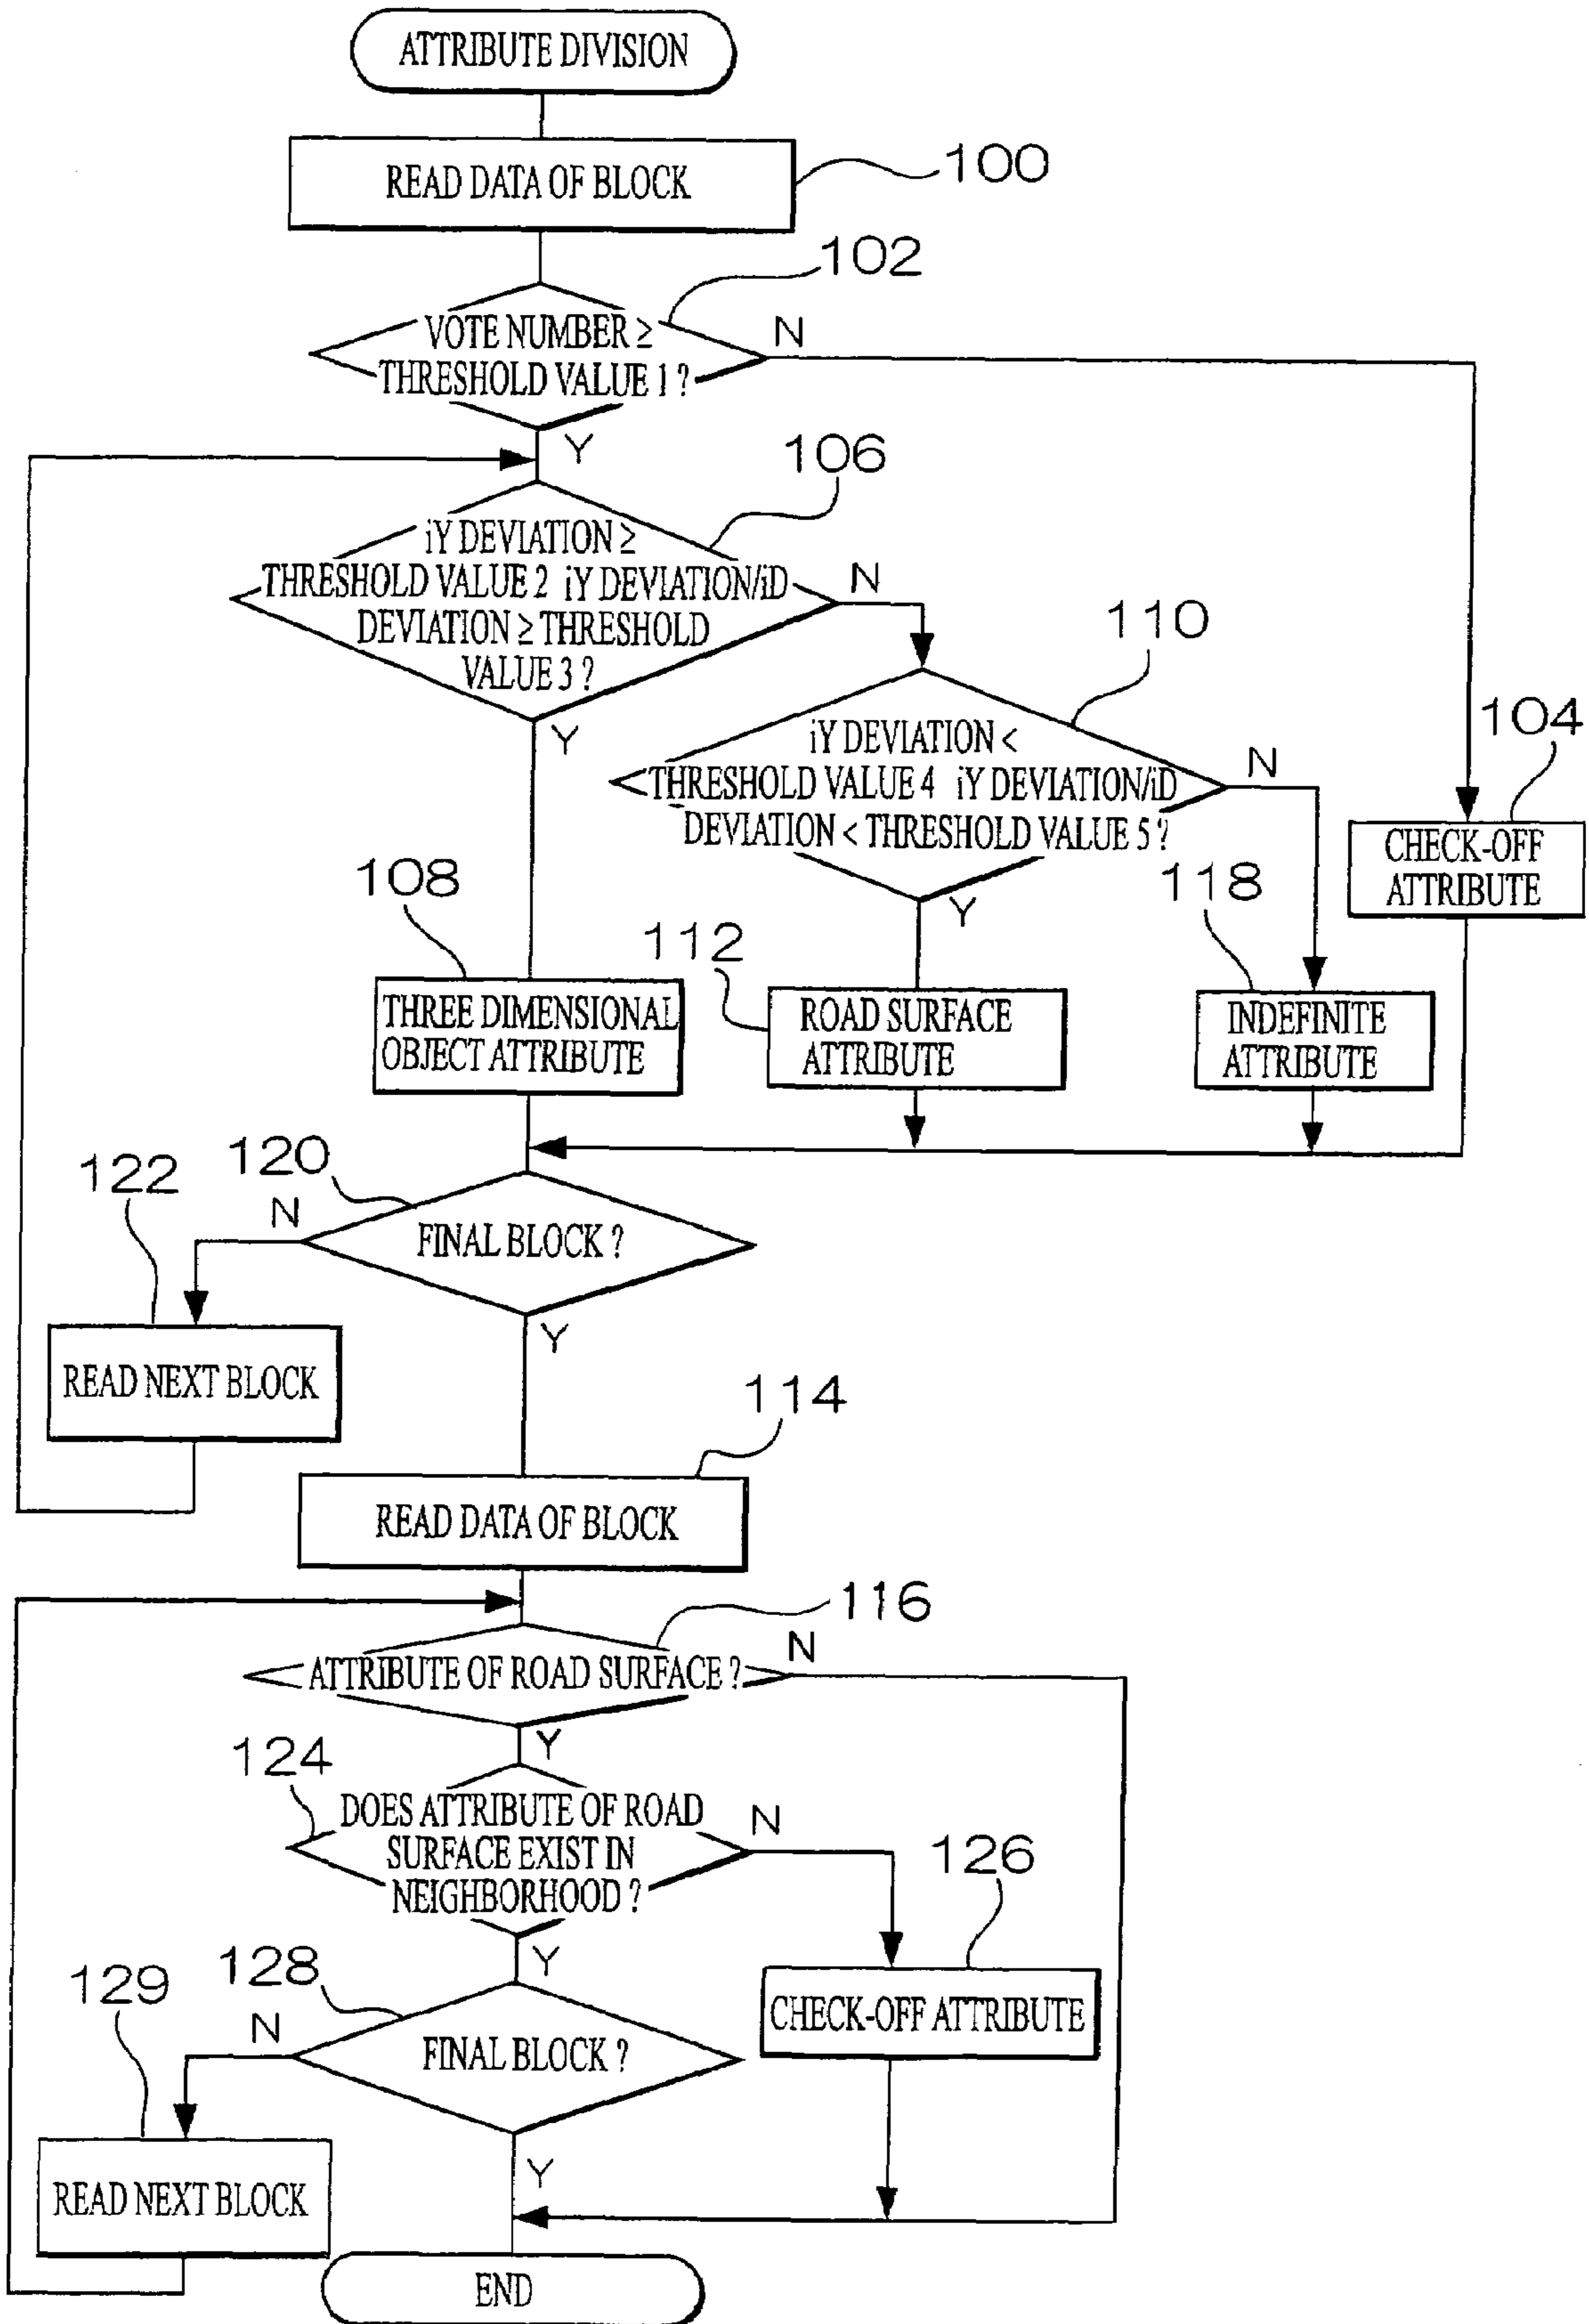 ATTRIBUTE DIVISION
READ DATA OF BLOCK
100
102
VOTE NUMBER ≥
THRESHOLD VALUE 1 ?
N
Y
106
iY DEVIATION ≥
THRESHOLD VALUE 2 iY DEVIATION/iD
DEVIATION ≥ THRESHOLD
VALUE 3 ?
N
Y
110
iY DEVIATION <
THRESHOLD VALUE 4 iY DEVIATION/iD
DEVIATION < THRESHOLD VALUE 5 ?
N
Y
104
CHECK-OFF
ATTRIBUTE
108
THREE DIMENSIONAL
OBJECT ATTRIBUTE
112
ROAD SURFACE
ATTRIBUTE
118
INDEFINITE
ATTRIBUTE
120
FINAL BLOCK ?
N
Y
122
READ NEXT BLOCK
114
READ DATA OF BLOCK
116
ATTRIBUTE OF ROAD SURFACE ?
N
Y
124
DOES ATTRIBUTE OF ROAD
SURFACE EXIST IN
NEIGHBORHOOD ?
N
Y
126
CHECK-OFF ATTRIBUTE
128
FINAL BLOCK ?
N
Y
129
READ NEXT BLOCK
END